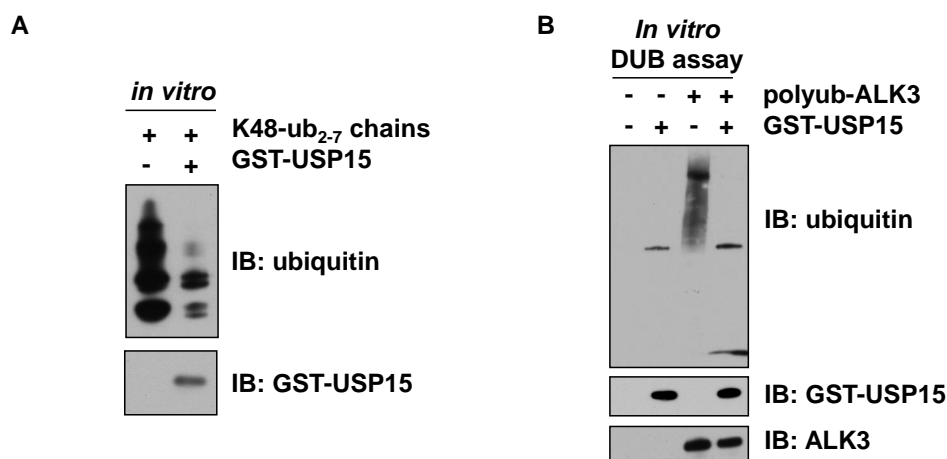 A
in vitro
+ + K48-ub2-7 chains
- + GST-USP15
IB: ubiquitin
IB: GST-USP15
B
In vitro
DUB assay
- - + + polyub-ALK3
- + - + GST-USP15
IB: ubiquitin
IB: GST-USP15
IB: ALK3